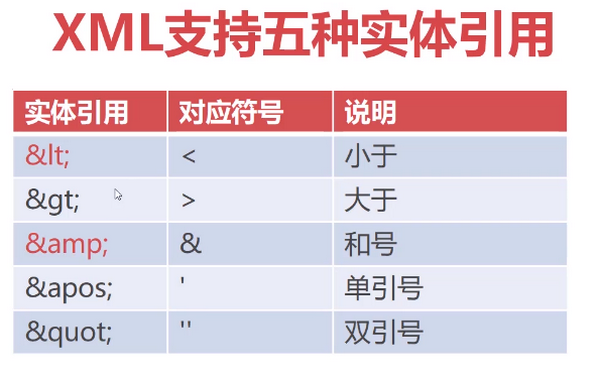 XML支持五种实体引用
实体引用 对应符号 说明
&lt; < 小于
&gt; > 大于
&amp; & 和号
&apos; ' 单引号
&quot; '' 双引号